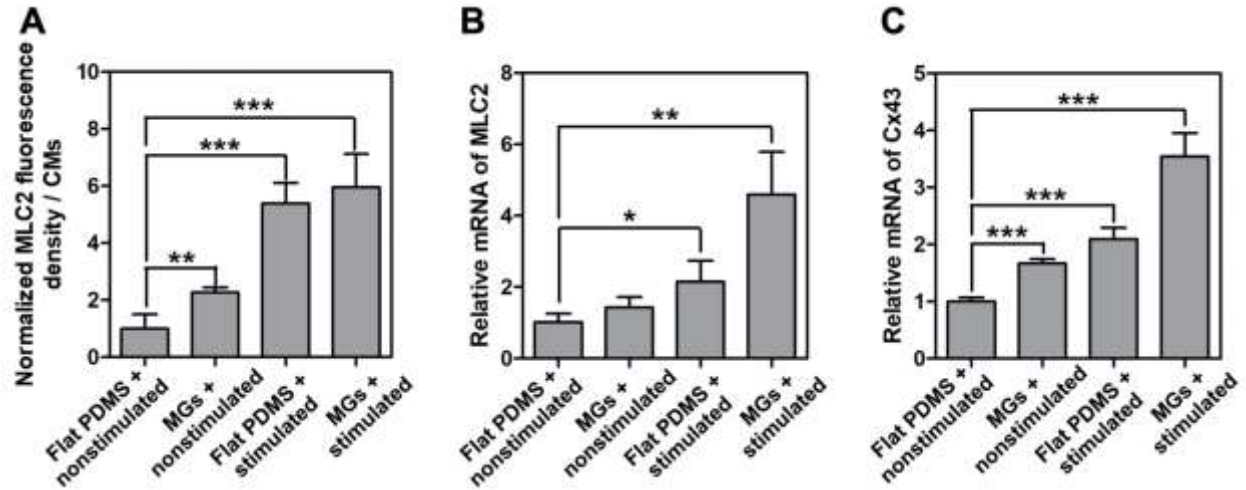 A
Normalized MLC2 fluorescence
density / CMs
10
8
6
4
2
0
***
***
**
Flat PDMS +
nonstimulated
MGs +
nonstimulated
Flat PDMS +
stimulated
MGs +
stimulated
B
Relative mRNA of MLC2
8
6
4
2
0
**
*
Flat PDMS +
nonstimulated
MGs +
nonstimulated
Flat PDMS +
stimulated
MGs +
stimulated
C
Relative mRNA of Cx43
5
4
3
2
1
0
***
***
***
Flat PDMS +
nonstimulated
MGs +
nonstimulated
Flat PDMS +
stimulated
MGs +
stimulated